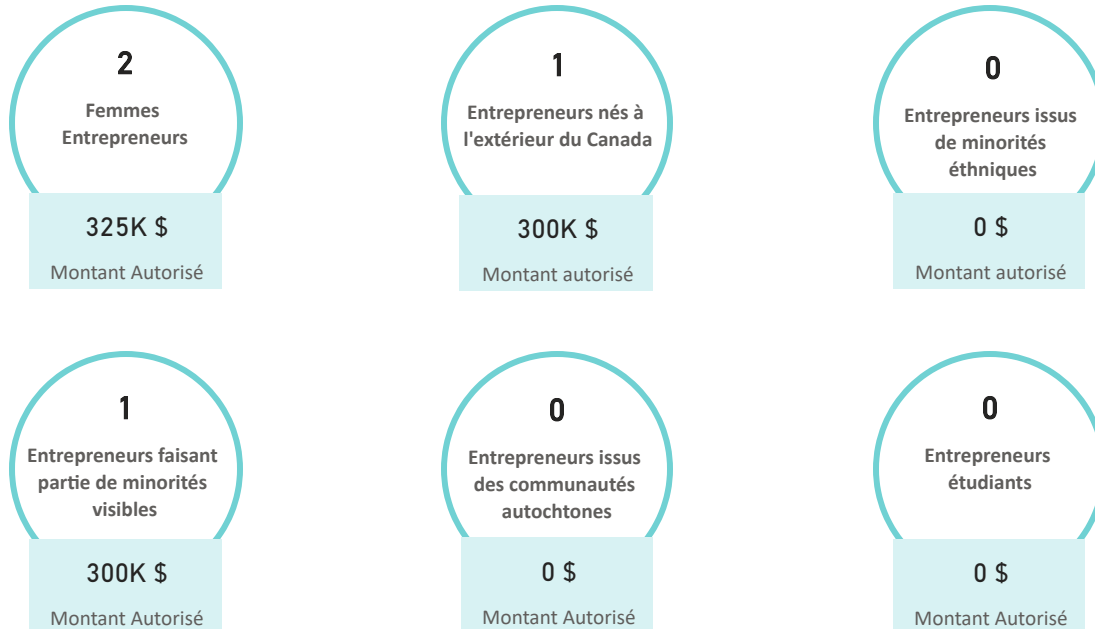 2
Femmes
Entrepreneurs
325K $
Montant Autorisé
1
Entrepreneurs nés à
l'extérieur du Canada
300K $
Montant autorisé
0
Entrepreneurs issus
de minorités
éthniques
0 $
Montant autorisé
1
Entrepreneurs faisant
partie de minorités
visibles
300K $
Montant Autorisé
0
Entrepreneurs issus
des communautés
autochtones
0 $
Montant Autorisé
0
Entrepreneurs
étudiants
0 $
Montant Autorisé